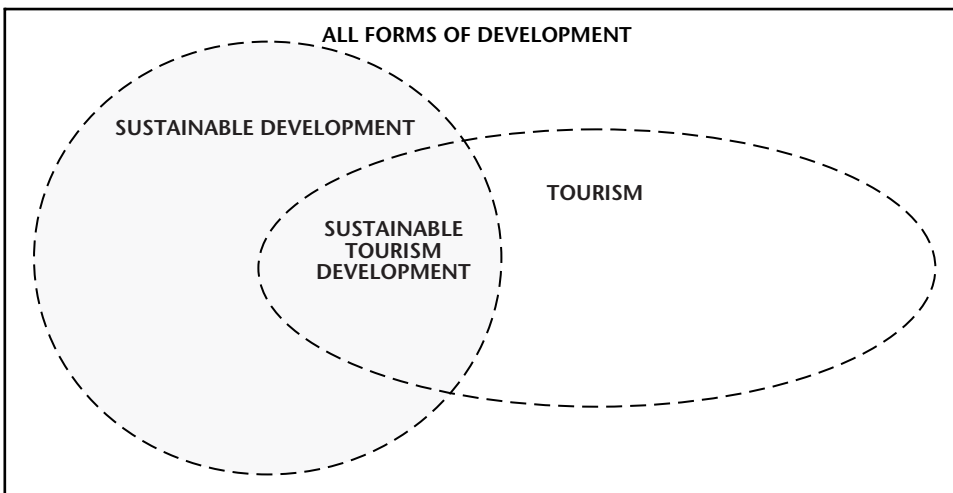 ALL FORMS OF DEVELOPMENT
SUSTAINABLE DEVELOPMENT
TOURISM
SUSTAINABLE
TOURISM
DEVELOPMENT